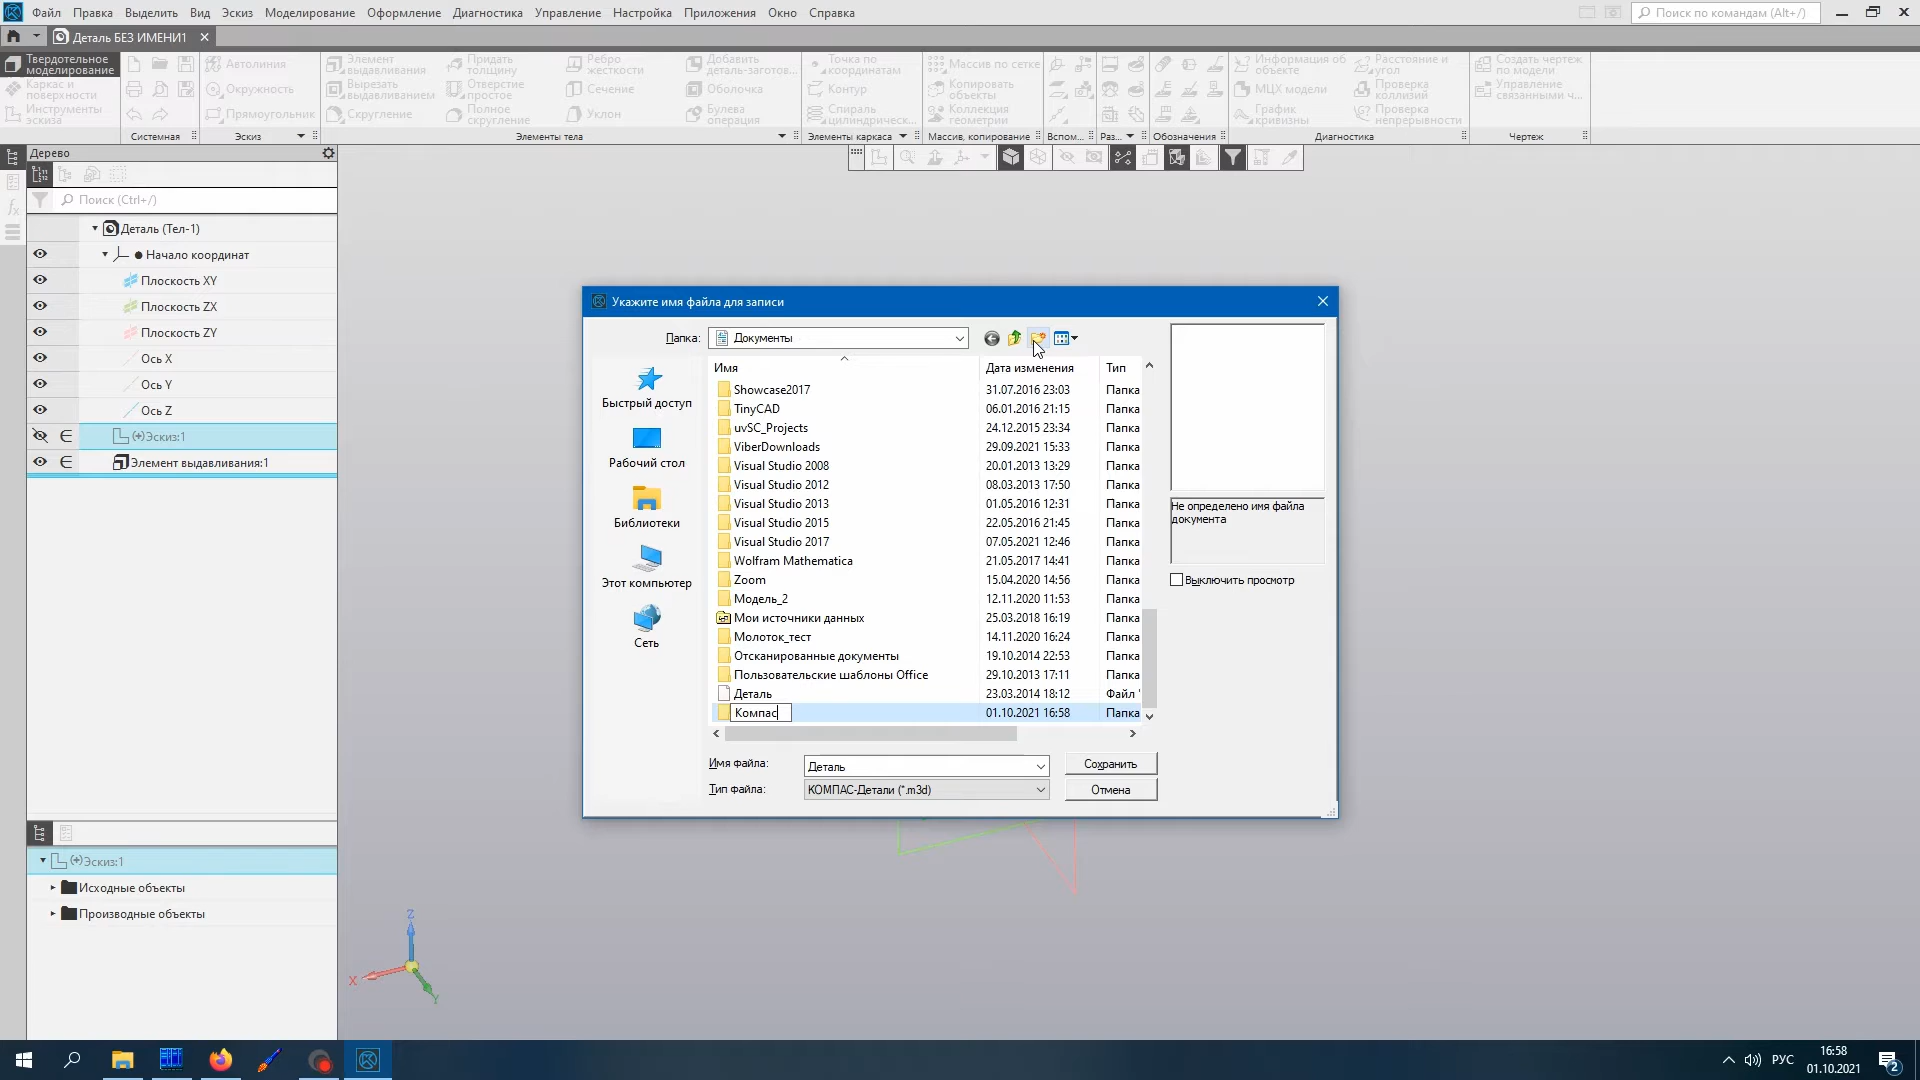 Файл Правка Выделить Вид Эскиз Моделирование Оформление Диагностика Управление Настройка Приложения Окно Справка
Поиск по командам (Alt+/)
Деталь БЕЗ ИМЕНИ1
Твердотельное моделирование
Каркас и поверхности
Инструменты эскиза
Системная
Автолиния
Окружность
Прямоугольник
Эскиз
Элемент выдавливания
Вырезать выдавливанием
Скругление
Придать толщину
Отверстие простое
Полное скругление
Ребро жесткости
Сечение
Уклон
Добавить деталь-заготов...
Оболочка
Булева операция
Элементы тела
Точка по координатам
Контур
Спираль цилиндрическ...
Элементы каркаса
Массив по сетке
Копировать объекты
Коллекция геометрии
Массив, копирование
Вспом...
Раз...
Обозначения
Информация об объекте
МЦХ модели
График кривизны
Расстояние и угол
Проверка коллизий
Проверка непрерывности
Диагностика
Создать чертеж по модели
Управление связанными ч...
Чертеж
Дерево
Поиск (Ctrl+/)
Деталь (Тел-1)
Начало координат
Плоскость XY
Плоскость ZX
Плоскость ZY
Ось X
Ось Y
Ось Z
(+)Эскиз:1
Элемент выдавливания:1
(+)Эскиз:1
Исходные объекты
Производные объекты
Z
X
Y
Укажите имя файла для записи
Папка: Документы
Быстрый доступ
Рабочий стол
Библиотеки
Этот компьютер
Сеть
Имя Дата изменения Тип
Showcase2017 31.07.2016 23:03 Папка
TinyCAD 06.01.2016 21:15 Папка
uvSC_Projects 24.12.2015 23:34 Папка
ViberDownloads 29.09.2021 15:33 Папка
Visual Studio 2008 20.01.2013 13:29 Папка
Visual Studio 2012 08.03.2013 17:50 Папка
Visual Studio 2013 01.05.2016 12:31 Папка
Visual Studio 2015 22.05.2016 21:45 Папка
Visual Studio 2017 07.05.2021 12:46 Папка
Wolfram Mathematica 21.05.2017 14:41 Папка
Zoom 15.04.2020 14:56 Папка
Модель_2 12.11.2020 11:53 Папка
Мои источники данных 25.03.2018 16:19 Папка
Молоток_тест 14.11.2020 16:24 Папка
Отсканированные документы 19.10.2014 22:53 Папка
Пользовательские шаблоны Office 29.10.2013 17:11 Папка
Деталь 23.03.2014 18:12 Файл "
Компас 01.10.2021 16:58 Папка
Имя файла: Деталь Сохранить
Тип файла: КОМПАС-Детали (*.m3d) Отмена
Не определено имя файла документа
Выключить просмотр
РУС
16:58
01.10.2021
2